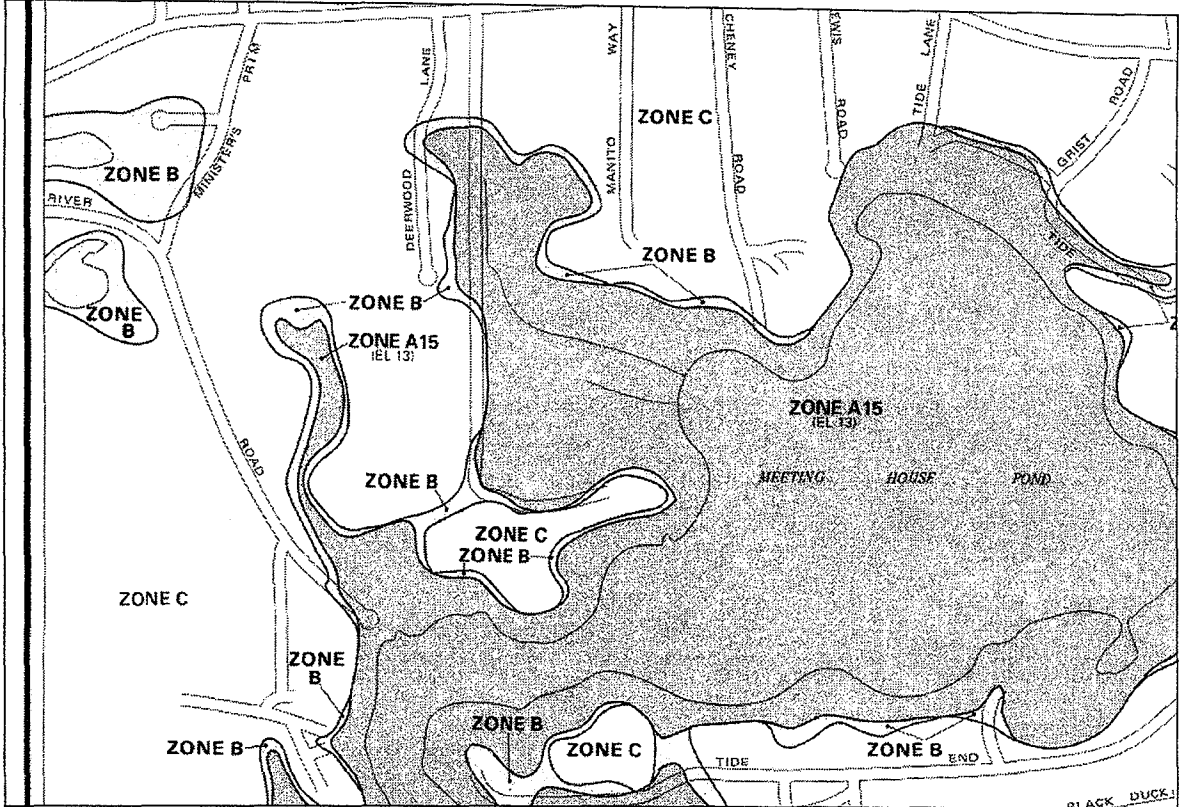 PRTM
MINISTER'S
LANE
DEERWOOD
WAY
MANITO
CHENEY
ROAD
EWIS
ROAD
LANE
TIDE
ROAD
GRIST
TIDE
ZONE C
ZONE B
RIVER
ZONE
B
ZONE B
ZONE B
ZONE A15
(EL 13)
ZONE A15
(EL 13)
MEETING HOUSE POND
ROAD
ZONE B
ZONE C
ZONE B
ZONE C
ZONE
B
ZONE B
ZONE B
ZONE C
ZONE B
TIDE END
BLACK DUCK